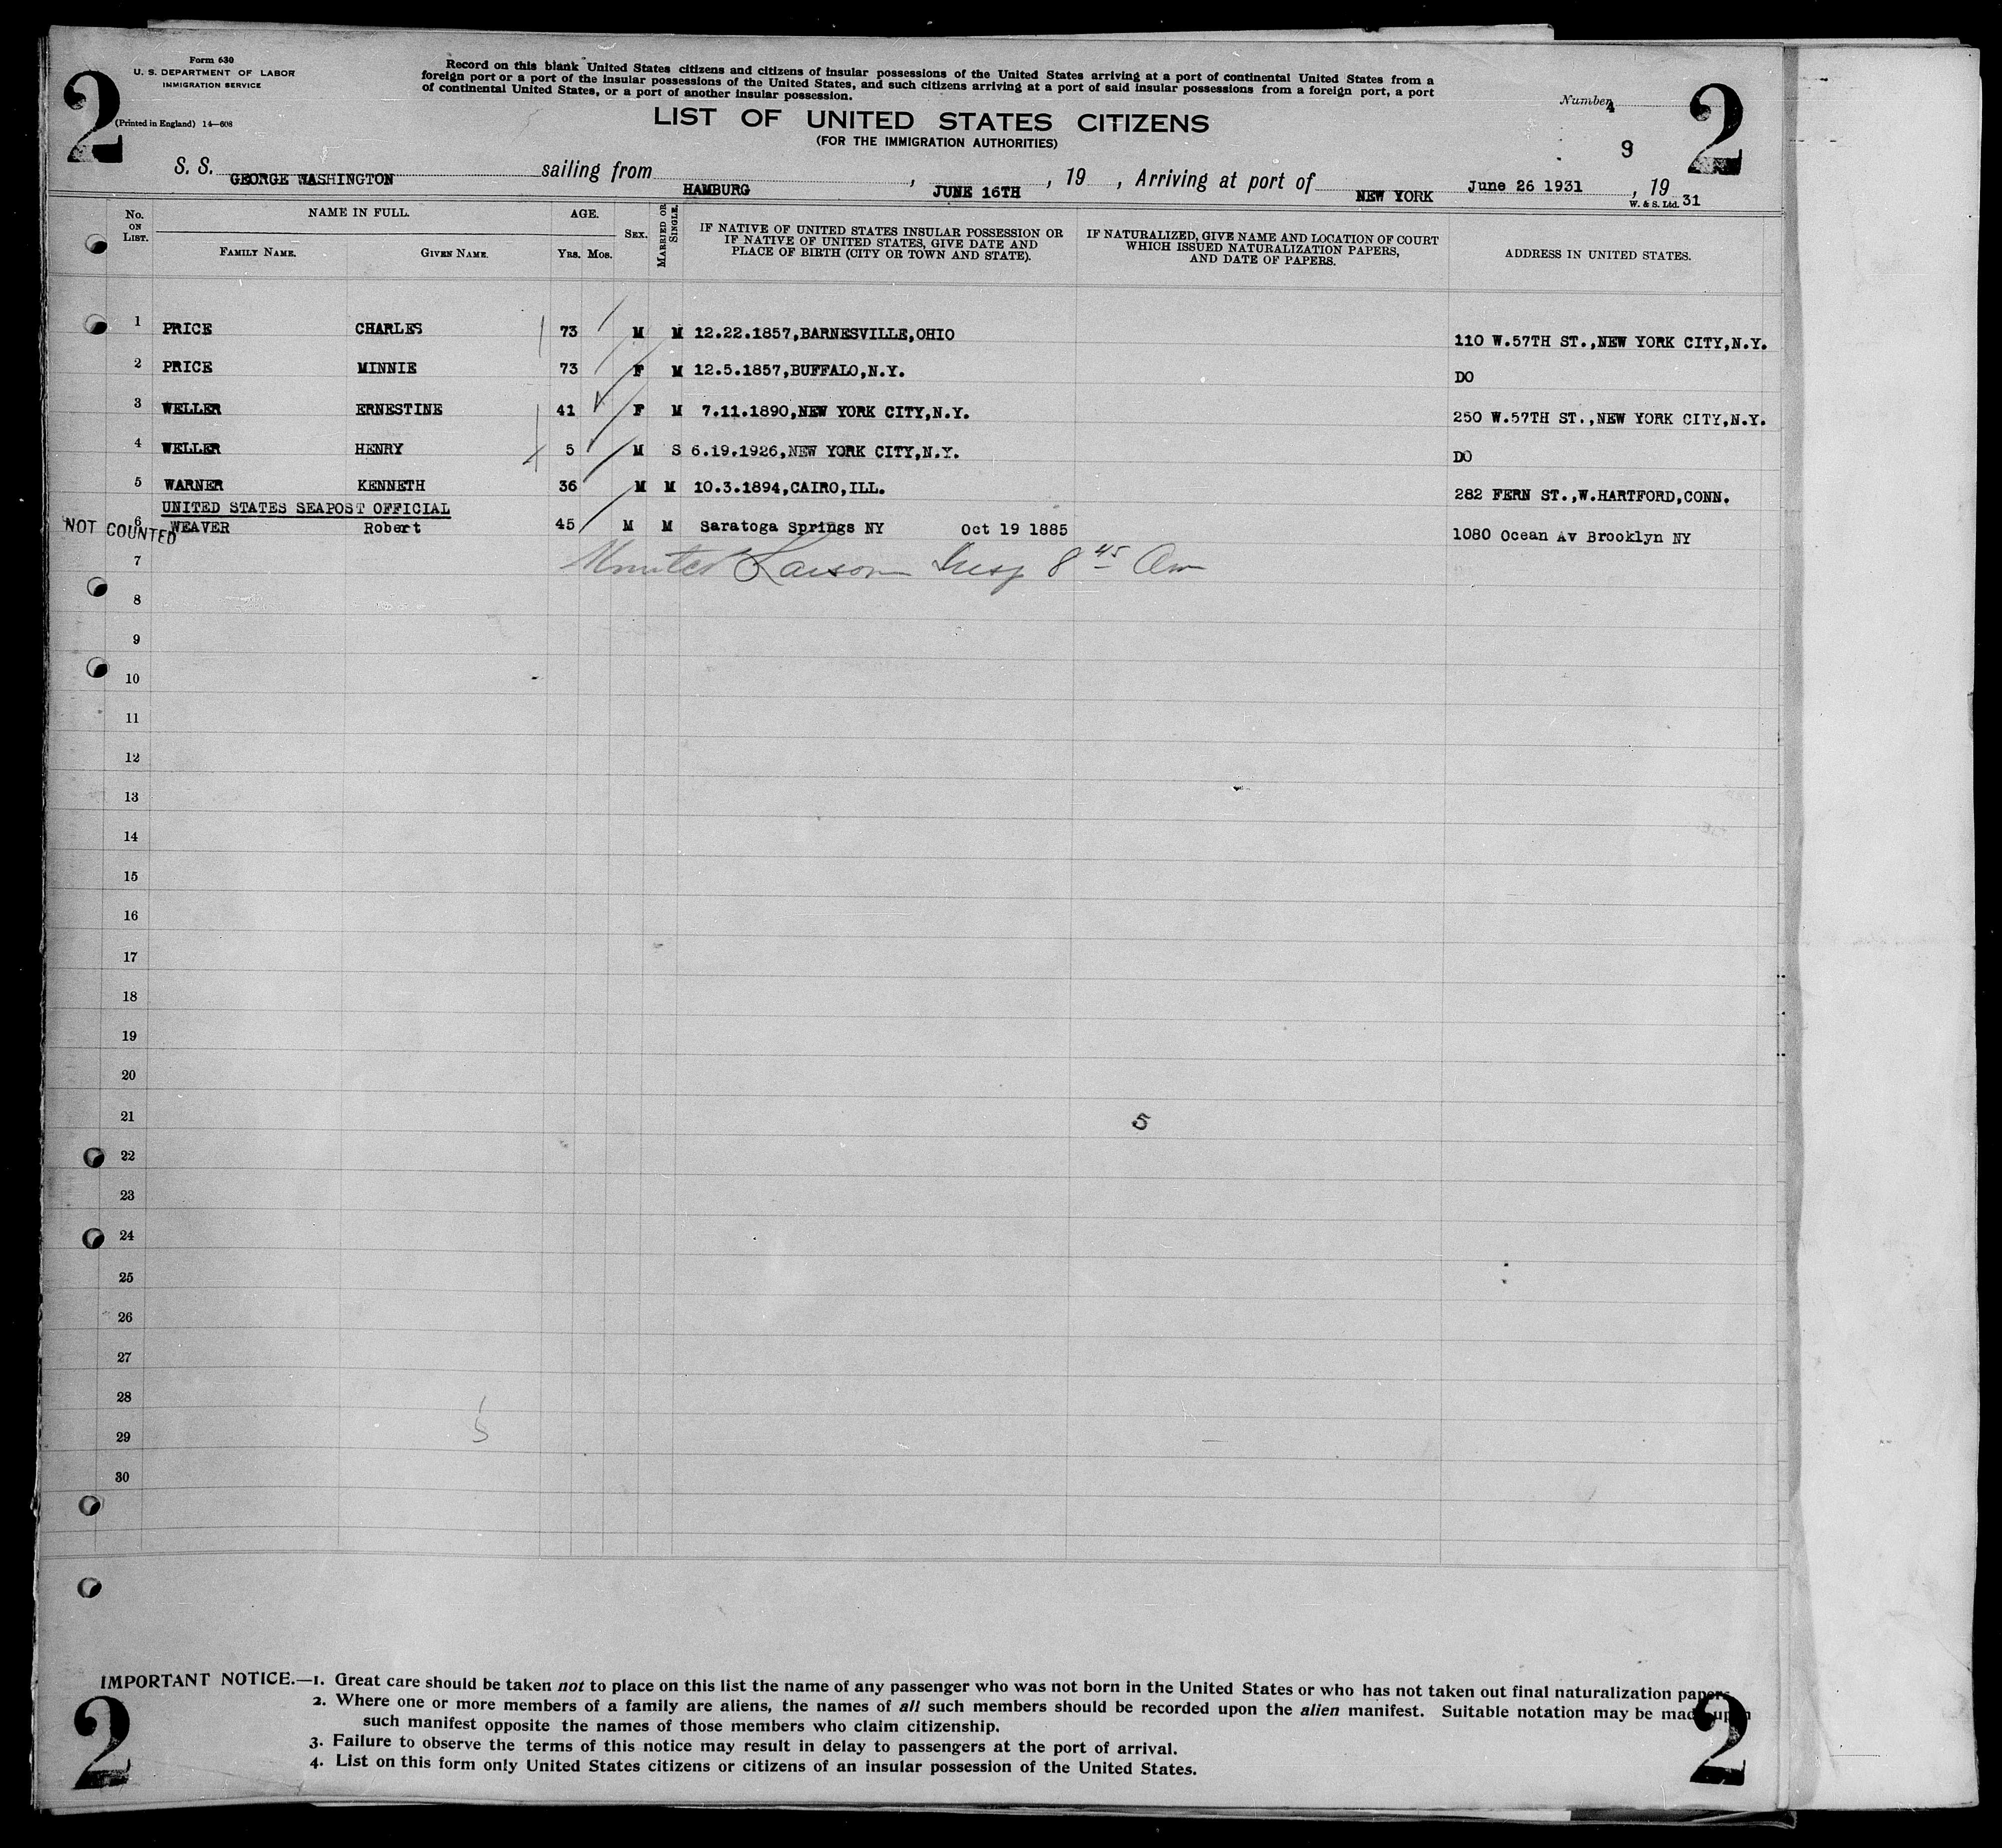 2
2
Form 630
U. S. DEPARTMENT OF LABOR
IMMIGRATION SERVICE
(Printed in England) 14—608
Record on this blank United States citizens and citizens of insular possessions of the United States arriving at a port of continental United States from a
foreign port or a port of the insular possessions of the United States, and such citizens arriving at a port of said insular possessions from a foreign port, a port
of continental United States, or a port of another insular possession.
Number 4
LIST OF UNITED STATES CITIZENS
(FOR THE IMMIGRATION AUTHORITIES)
9
S. S. GEORGE WASHINGTON sailing from HAMBURG, JUNE 16TH, 19 , Arriving at port of NEW YORK June 26 1931, 19 31
W. & S. Ltd.
No. ON LIST. NAME IN FULL. FAMILY NAME. GIVEN NAME. AGE. YRS. MOS. SEX. MARRIED OR SINGLE. IF NATIVE OF UNITED STATES INSULAR POSSESSION OR IF NATIVE OF UNITED STATES, GIVE DATE AND PLACE OF BIRTH (CITY OR TOWN AND STATE). IF NATURALIZED, GIVE NAME AND LOCATION OF COURT WHICH ISSUED NATURALIZATION PAPERS, AND DATE OF PAPERS. ADDRESS IN UNITED STATES.
1 PRICE CHARLES 73 M M 12.22.1857,BARNESVILLE,OHIO 110 W.57TH ST.,NEW YORK CITY,N.Y.
2 PRICE MINNIE 73 F M 12.5.1857,BUFFALO,N.Y. DO
3 WELLER ERNESTINE 41 F M 7.11.1890,NEW YORK CITY,N.Y. 250 W.57TH ST.,NEW YORK CITY,N.Y.
4 WELLER HENRY 5 M S 6.19.1926,NEW YORK CITY,N.Y. DO
5 WARNER KENNETH 36 M M 10.3.1894,CAIRO,ILL. 282 FERN ST.,W.HARTFORD,CONN.
UNITED STATES SEAPOST OFFICIAL
NOT COUNTED 6 WEAVER Robert 45 M M Saratoga Springs NY Oct 19 1885 1080 Ocean Av Brooklyn NY
7 Insp 8 45 Am
8
9
10
11
12
13
14
15
16
17
18
19
20
21 5
22
23
24
25
26
27
28
29 5
30
IMPORTANT NOTICE.—1. Great care should be taken not to place on this list the name of any passenger who was not born in the United States or who has not taken out final naturalization papers
2. Where one or more members of a family are aliens, the names of all such members should be recorded upon the alien manifest. Suitable notation may be made upon
such manifest opposite the names of those members who claim citizenship.
3. Failure to observe the terms of this notice may result in delay to passengers at the port of arrival.
4. List on this form only United States citizens or citizens of an insular possession of the United States.
2
2